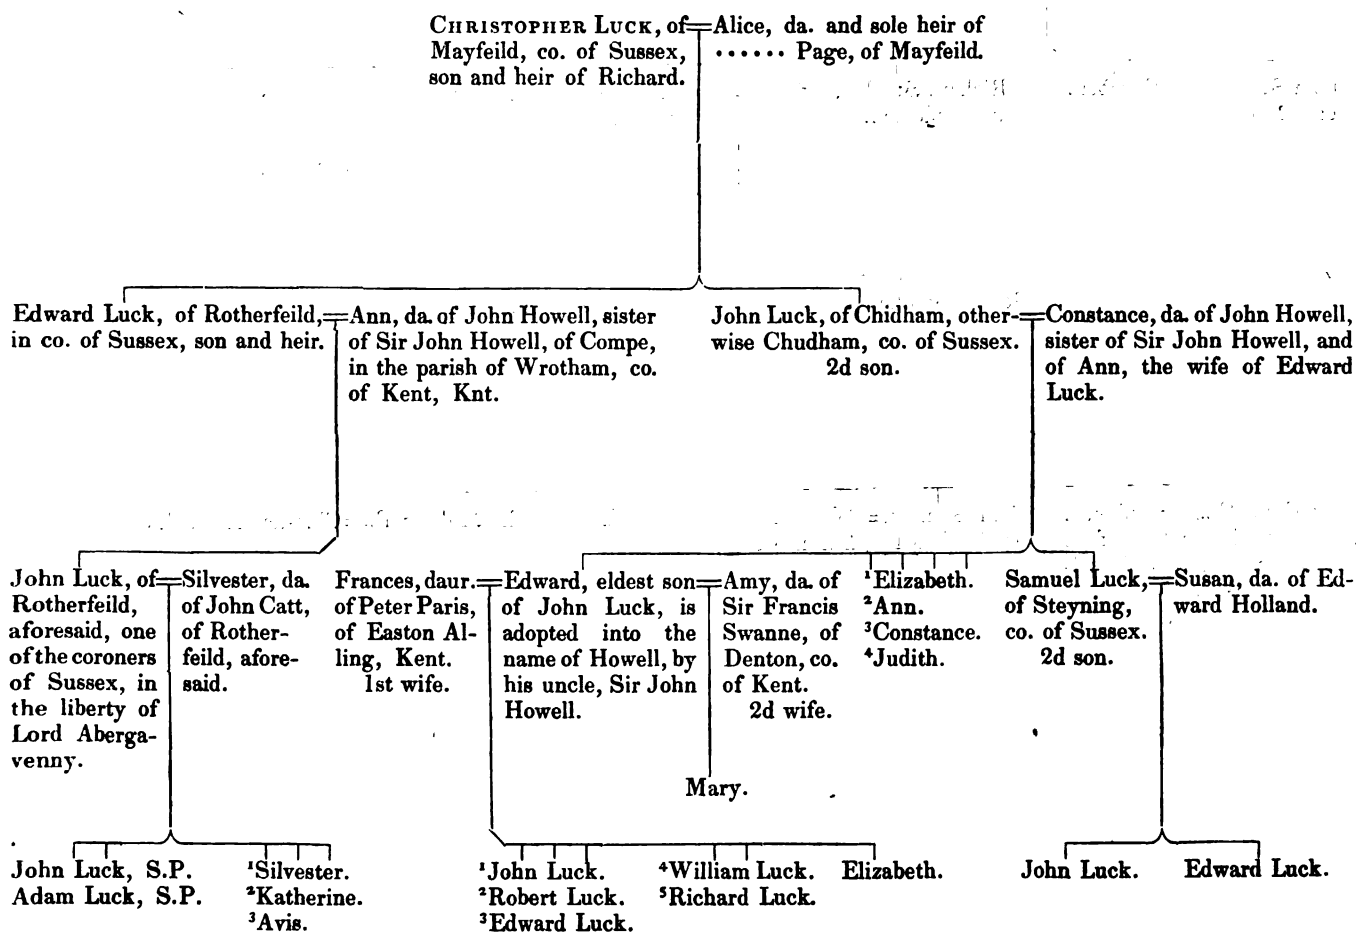 CHRISTOPHER LUCK, of
Mayfeild, co. of Sussex,
son and heir of Richard.
Alice, da. and sole heir of
...... Page, of Mayfeild.
Edward Luck, of Rotherfeild,
in co. of Sussex, son and heir.
Ann, da. of John Howell, sister
of Sir John Howell, of Compe,
in the parish of Wrotham, co.
of Kent, Knt.
John Luck, of Chidham, other-
wise Chudham, co. of Sussex.
2d son.
Constance, da. of John Howell,
sister of Sir John Howell, and
of Ann, the wife of Edward
Luck.
John Luck, of
Rotherfeild,
aforesaid, one
of the coroners
of Sussex, in
the liberty of
Lord Aberga-
venny.
Silvester, da.
of John Catt,
of Rother-
feild, afore-
said.
Frances, daur.
of Peter Paris,
of Easton Al-
ling, Kent.
1st wife.
Edward, eldest son
of John Luck, is
adopted into the
name of Howell, by
his uncle, Sir John
Howell.
Amy, da. of
Sir Francis
Swanne, of
Denton, co.
of Kent.
2d wife.
¹Elizabeth.
²Ann.
³Constance.
⁴Judith.
Samuel Luck,
of Steyning,
co. of Sussex.
2d son.
Susan, da. of Ed-
ward Holland.
Mary.
John Luck, S.P.
Adam Luck, S.P.
¹Silvester.
²Katherine.
³Avis.
¹John Luck.
²Robert Luck.
³Edward Luck.
⁴William Luck.
⁵Richard Luck.
Elizabeth.
John Luck.
Edward Luck.